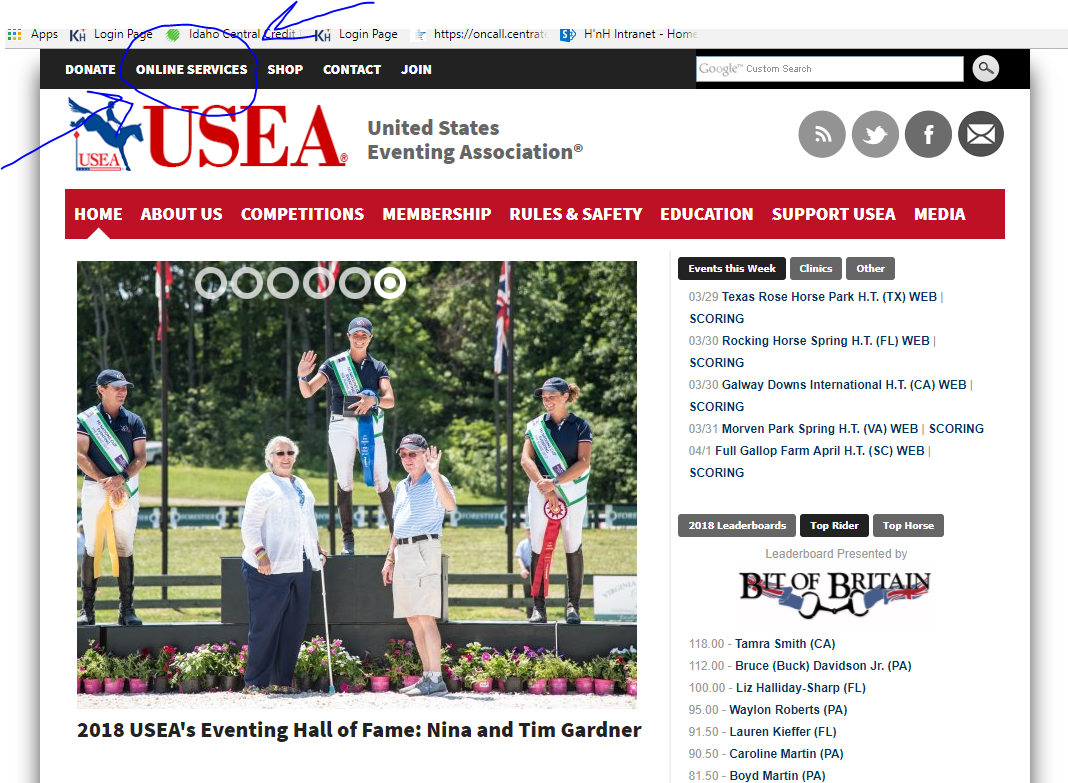 Apps Login Page Idaho Central Credit Login Page https://oncall.centrate H'nH Intranet - Home
DONATE ONLINE SERVICES SHOP CONTACT JOIN
Google™ Custom Search
USEA
USEA®
United States
Eventing Association®
HOME ABOUT US COMPETITIONS MEMBERSHIP RULES & SAFETY EDUCATION SUPPORT USEA MEDIA
Events this Week Clinics Other
03/29 Texas Rose Horse Park H.T. (TX) WEB |
SCORING
03/30 Rocking Horse Spring H.T. (FL) WEB |
SCORING
03/30 Galway Downs International H.T. (CA) WEB |
SCORING
03/31 Morven Park Spring H.T. (VA) WEB | SCORING
04/1 Full Gallop Farm April H.T. (SC) WEB |
SCORING
2018 Leaderboards Top Rider Top Horse
Leaderboard Presented by
BIT OF BRITAIN
118.00 - Tamra Smith (CA)
112.00 - Bruce (Buck) Davidson Jr. (PA)
100.00 - Liz Halliday-Sharp (FL)
95.00 - Waylon Roberts (PA)
91.50 - Lauren Kieffer (FL)
90.50 - Caroline Martin (PA)
81.50 - Boyd Martin (PA)
2018 USEA's Eventing Hall of Fame: Nina and Tim Gardner